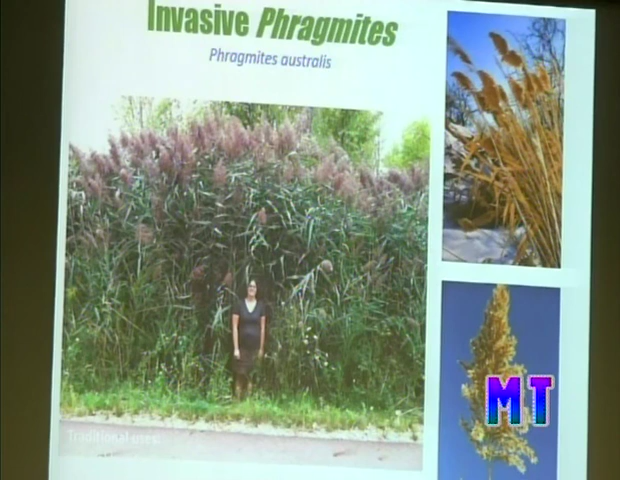 Invasive Phragmites
Phragmites australis
Traditional uses:
MT